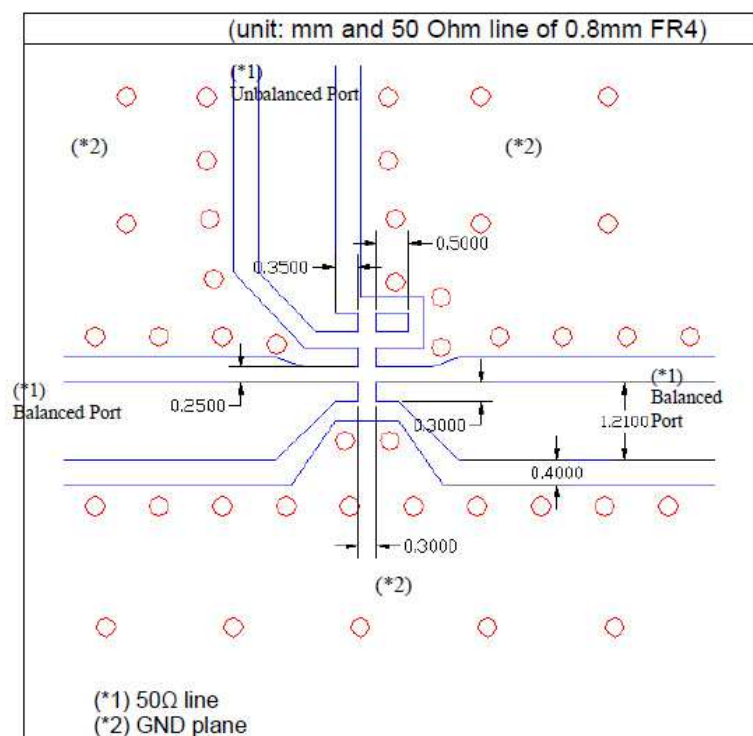 (unit: mm and 50 Ohm line of 0.8mm FR4)
(*1)
Unbalanced Port
(*2)
(*2)
0.5000
0.3500
(*1)
Balanced Port
(*1)
Balanced
Port
0.2500
0.3000
1.2100
0.4000
0.3000
(*2)
(*1) 50Ω line
(*2) GND plane